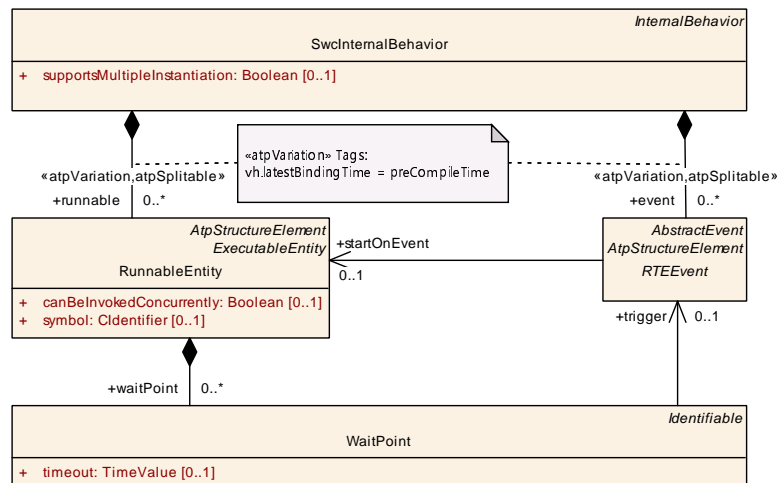 InternalBehavior
SwcInternalBehavior
+ supportsMultipleInstantiation: Boolean [0..1]
«atpVariation» Tags:
vh.latestBindingTime = preCompileTime
«atpVariation,atpSplitable»
+runnable 0..*
«atpVariation,atpSplitable»
+event 0..*
AtpStructureElement
ExecutableEntity
RunnableEntity
+ canBeInvokedConcurrently: Boolean [0..1]
+ symbol: CIdentifier [0..1]
+startOnEvent
0..1
AbstractEvent
AtpStructureElement
RTEEvent
+trigger 0..1
+waitPoint 0..*
Identifiable
WaitPoint
+ timeout: TimeValue [0..1]